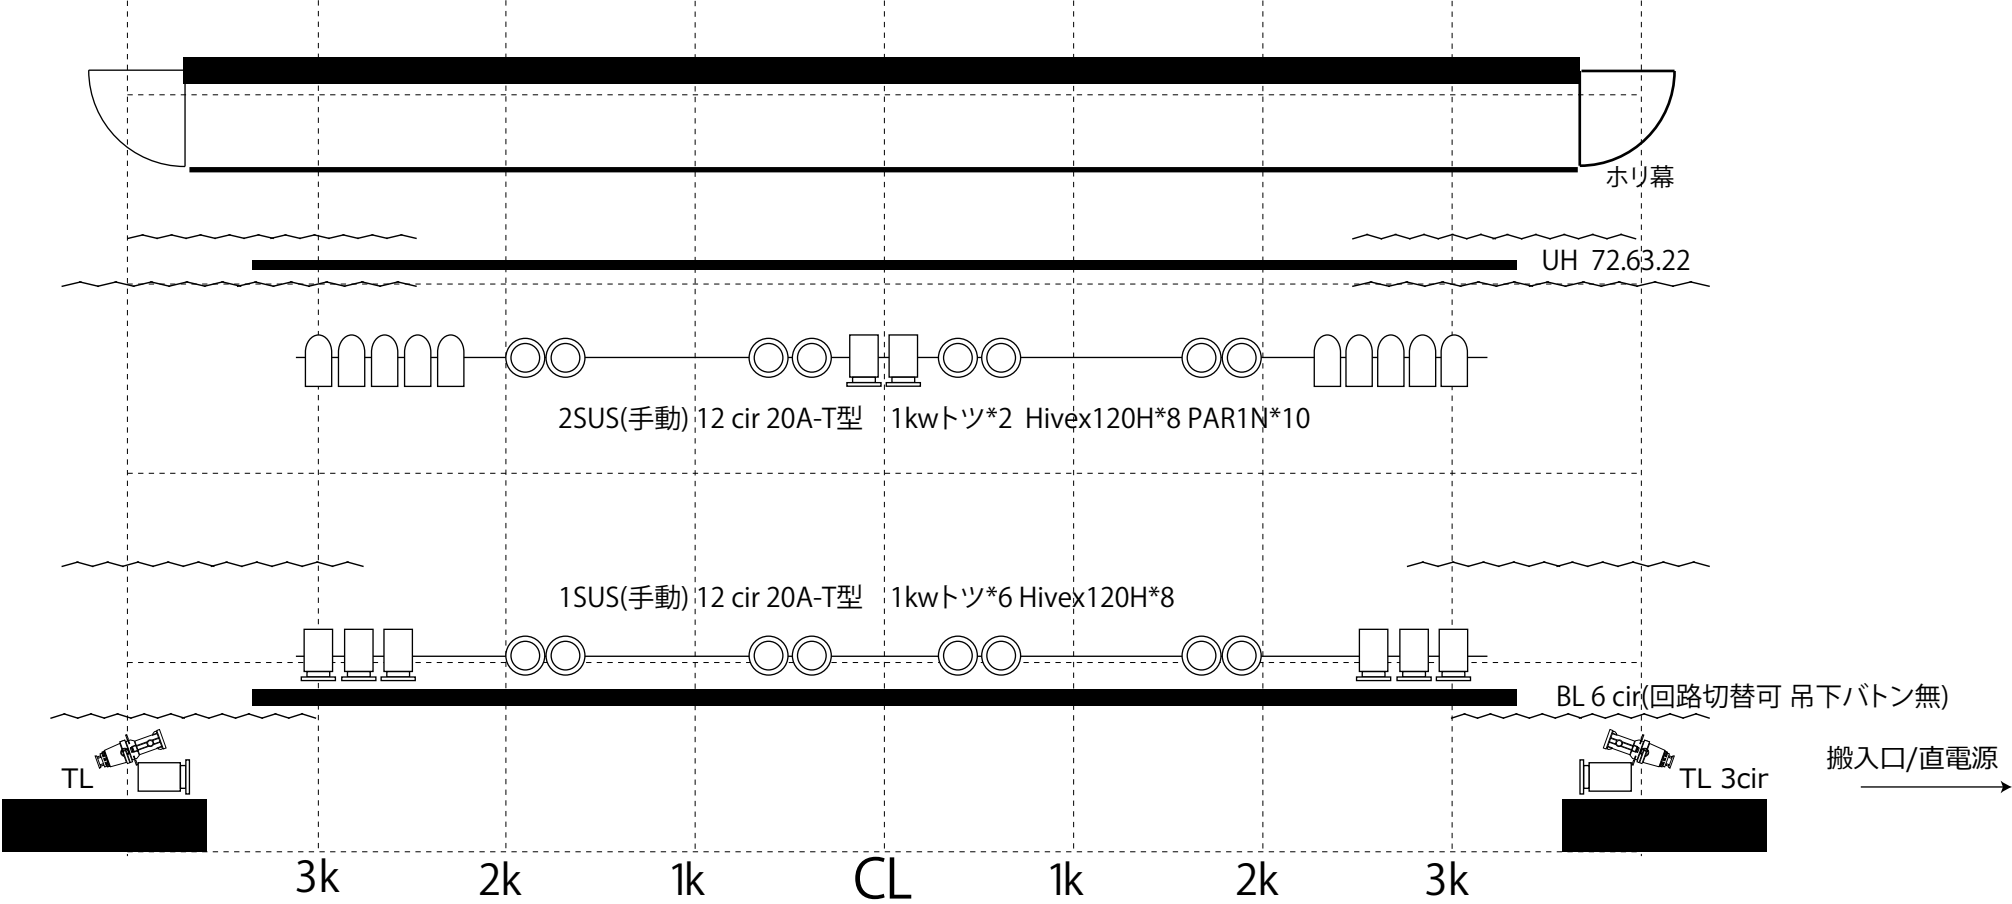 ホリ幕
UH 72.63.22
2SUS(手動) 12 cir 20A-T型 1kwトツ*2 Hivex120H*8 PAR1N*10
1SUS(手動) 12 cir 20A-T型 1kwトツ*6 Hivex120H*8
BL 6 cir(回路切替可 吊下バトン無)
搬入口/直電源
TL
TL 3cir
3k 2k 1k CL 1k 2k 3k